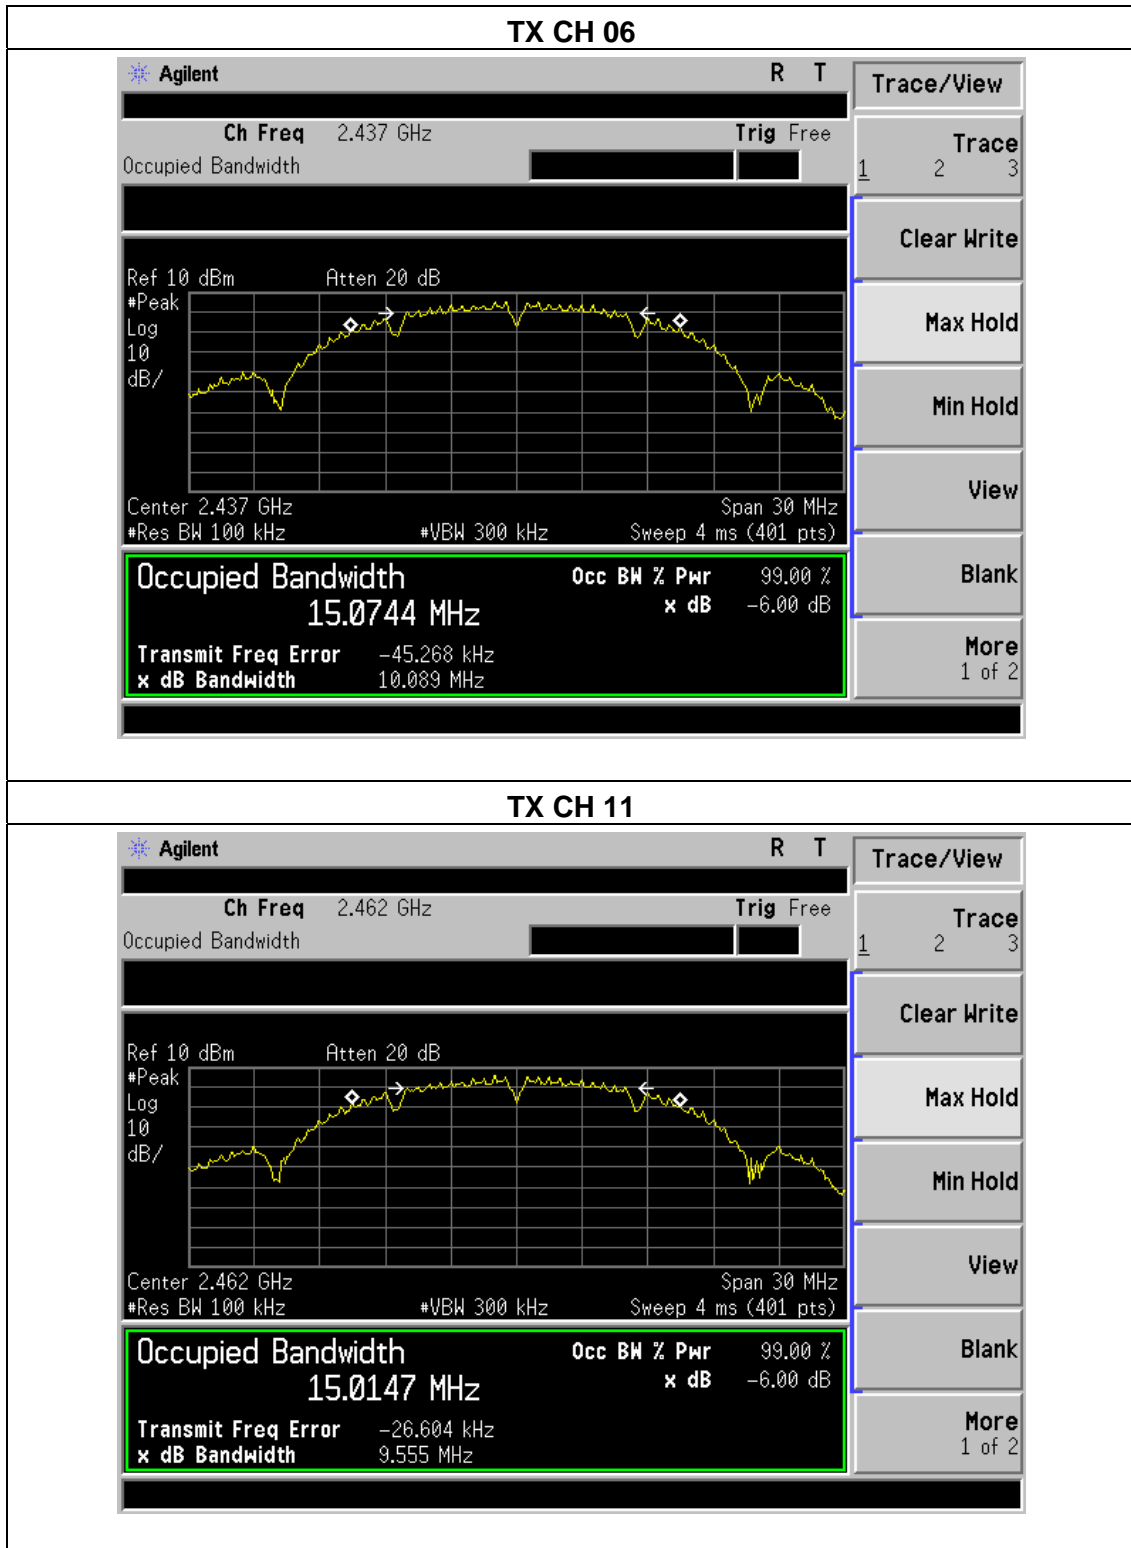 TX CH 06
Agilent R T
Trace/View
Ch Freq 2.437 GHz Trig Free
Occupied Bandwidth
Trace
1 2 3
Clear Write
Max Hold
Min Hold
View
Blank
More
1 of 2
Ref 10 dBm Atten 20 dB
#Peak
Log
10
dB/
Center 2.437 GHz Span 30 MHz
#Res BW 100 kHz #VBW 300 kHz Sweep 4 ms (401 pts)
Occupied Bandwidth Occ BW % Pwr 99.00 %
15.0744 MHz x dB -6.00 dB
Transmit Freq Error -45.268 kHz
x dB Bandwidth 10.089 MHz
TX CH 11
Agilent R T
Trace/View
Ch Freq 2.462 GHz Trig Free
Occupied Bandwidth
Trace
1 2 3
Clear Write
Max Hold
Min Hold
View
Blank
More
1 of 2
Ref 10 dBm Atten 20 dB
#Peak
Log
10
dB/
Center 2.462 GHz Span 30 MHz
#Res BW 100 kHz #VBW 300 kHz Sweep 4 ms (401 pts)
Occupied Bandwidth Occ BW % Pwr 99.00 %
15.0147 MHz x dB -6.00 dB
Transmit Freq Error -26.604 kHz
x dB Bandwidth 9.555 MHz